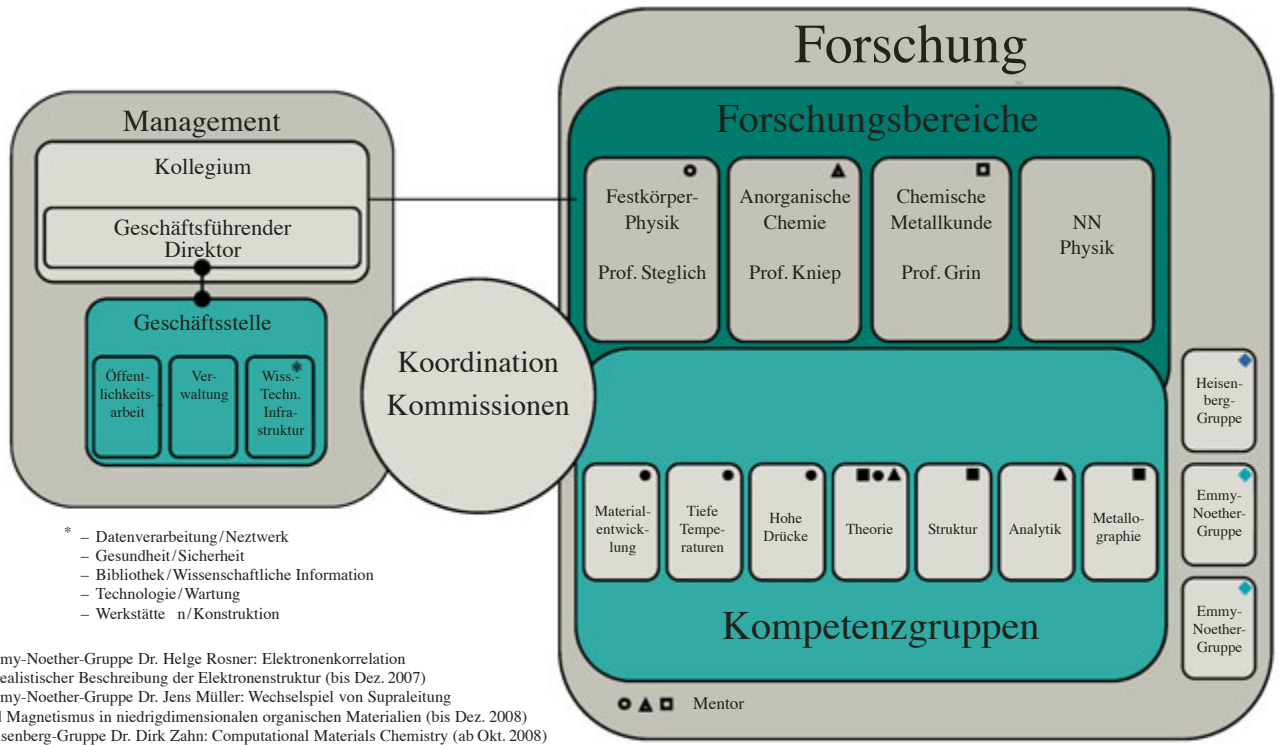 Forschung
Management
Kollegium
Geschäftsführender
Direktor
Geschäftsstelle
Öffent-
lichkeits-
arbeit
Ver-
waltung
Wiss.-
Techn.
Infra-
struktur
*
Koordination
Kommissionen
Forschungsbereiche
Festkörper-
Physik
Prof. Steglich
Anorganische
Chemie
Prof. Kniep
Chemische
Metallkunde
Prof. Grin
NN
Physik
Material-
entwick-
lung
Tiefe
Tempe-
raturen
Hohe
Drücke
Theorie
Struktur
Analytik
Metallo-
graphie
Kompetenzgruppen
Heisen-
berg-
Gruppe
Emmy-
Noether-
Gruppe
Emmy-
Noether-
Gruppe
Mentor
* – Datenverarbeitung/Neztwerk
– Gesundheit/Sicherheit
– Bibliothek/Wissenschaftliche Information
– Technologie/Wartung
– Werkstätte n/Konstruktion
my-Noether-Gruppe Dr. Helge Rosner: Elektronenkorrelation
ealistischer Beschreibung der Elektronenstruktur (bis Dez. 2007)
my-Noether-Gruppe Dr. Jens Müller: Wechselspiel von Supraleitung
l Magnetismus in niedrigdimensionalen organischen Materialien (bis Dez. 2008)
senberg-Gruppe Dr. Dirk Zahn: Computational Materials Chemistry (ab Okt. 2008)